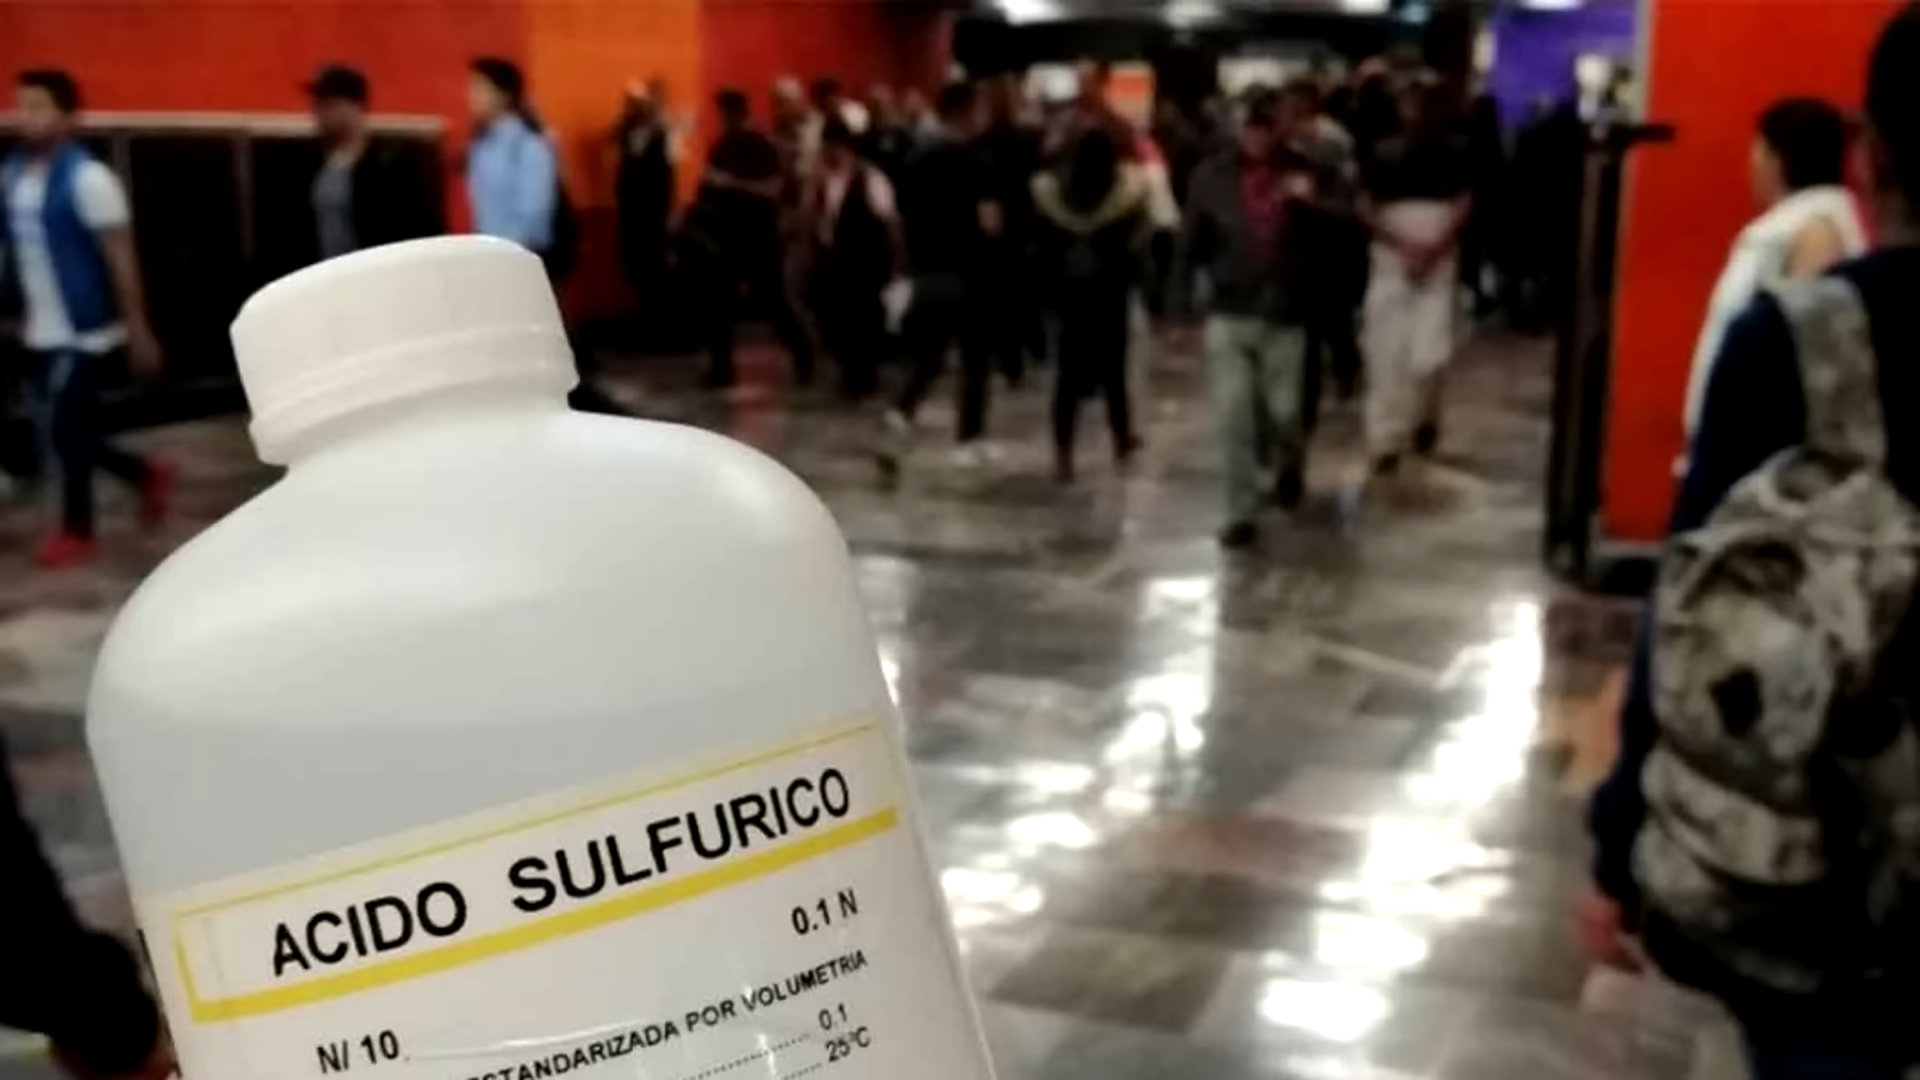 ACIDO SULFURICO
0.1 N
N/ 10
ESTANDARIZADA POR VOLUMETRIA
0.1
25°C